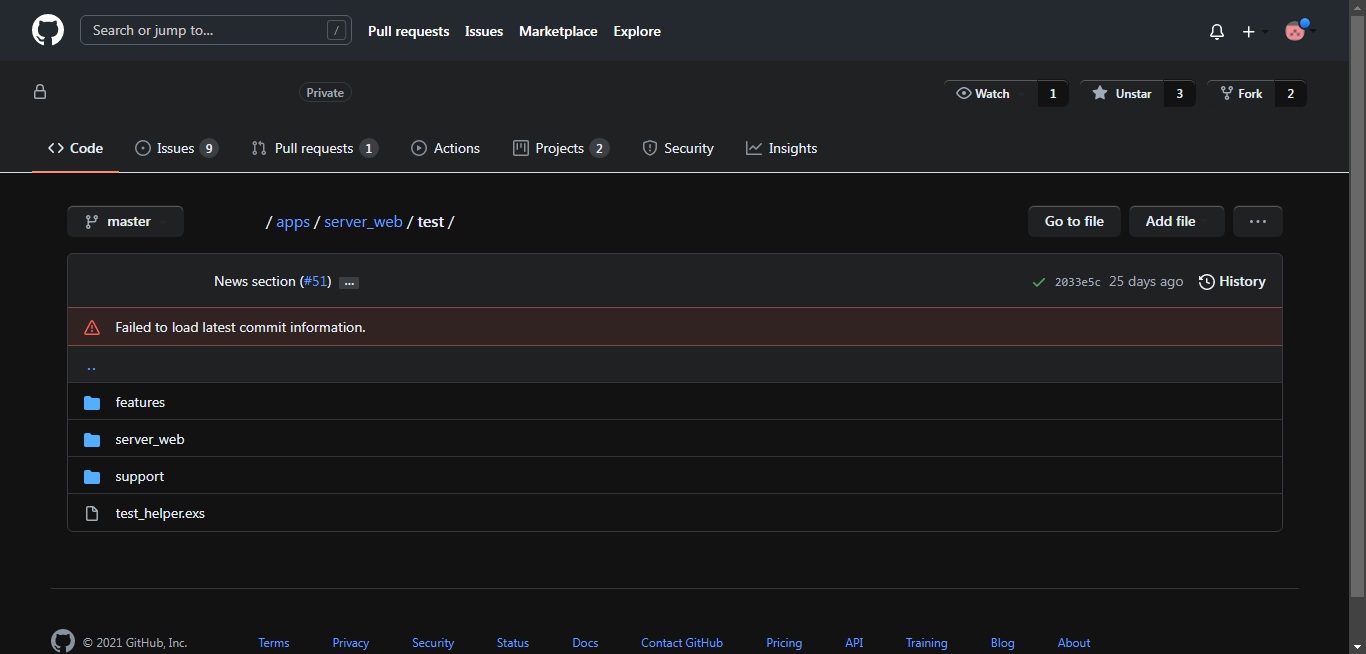 Search or jump to... /
Pull requests Issues Marketplace Explore
Private
Watch 1 Unstar 3 Fork 2
Code Issues 9 Pull requests 1 Actions Projects 2 Security Insights
master / apps / server_web / test / Go to file Add file ...
News section (#51) ... 2033e5c 25 days ago History
Failed to load latest commit information.
..
features
server_web
support
test_helper.exs
© 2021 GitHub, Inc. Terms Privacy Security Status Docs Contact GitHub Pricing API Training Blog About